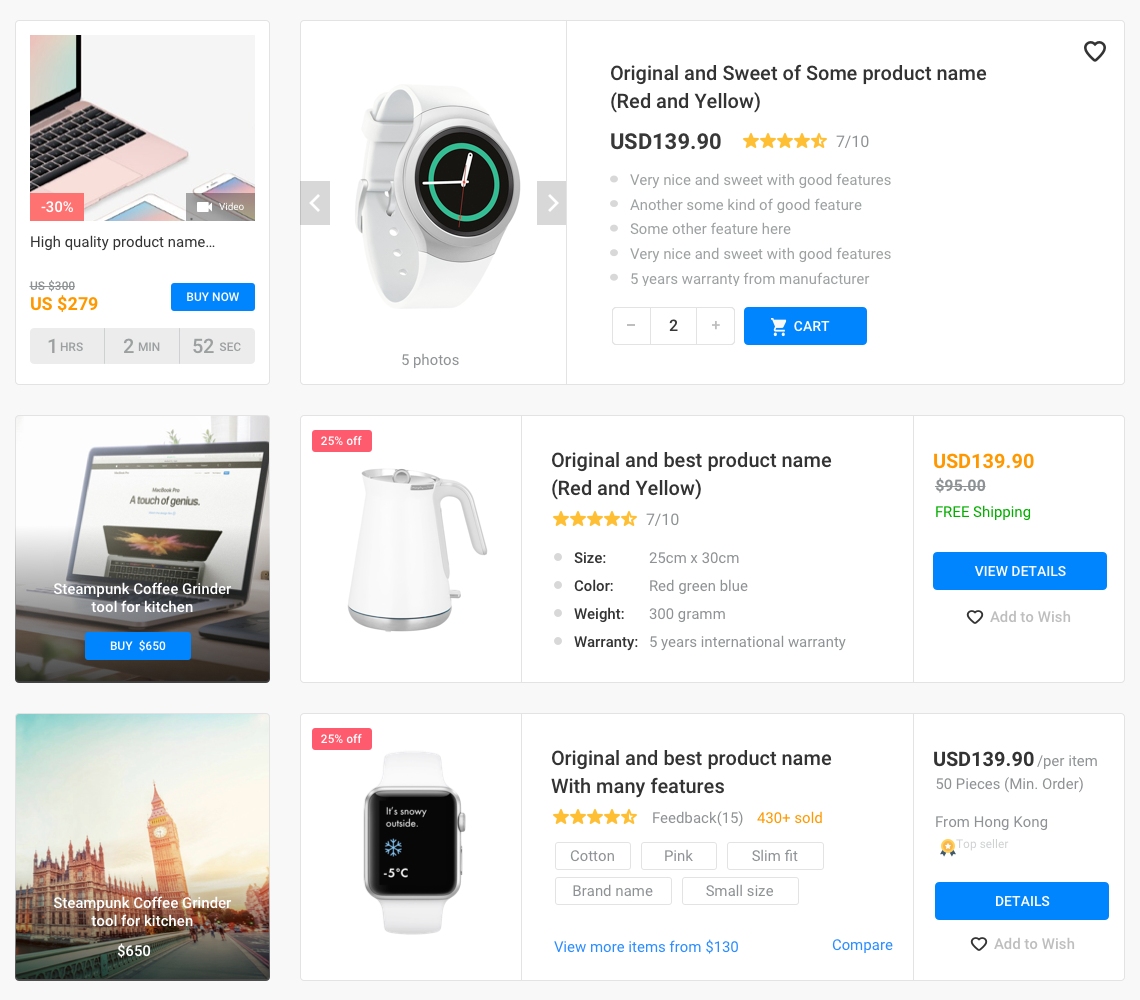 -30%
Video
High quality product name...
US $300
US $279
BUY NOW
1 HRS
2 MIN
52 SEC
5 photos
Original and Sweet of Some product name
(Red and Yellow)
USD139.90
7/10
Very nice and sweet with good features
Another some kind of good feature
Some other feature here
Very nice and sweet with good features
5 years warranty from manufacturer
−
2
+
CART
MacBook Pro
A touch of genius.
Steampunk Coffee Grinder
tool for kitchen
BUY $650
25% off
Original and best product name
(Red and Yellow)
7/10
Size: 25cm x 30cm
Color: Red green blue
Weight: 300 gramm
Warranty: 5 years international warranty
USD139.90
$95.00
FREE Shipping
VIEW DETAILS
Add to Wish
Steampunk Coffee Grinder
tool for kitchen
$650
25% off
It's snowy
outside.
-5°C
Original and best product name
With many features
Feedback(15) 430+ sold
Cotton
Pink
Slim fit
Brand name
Small size
View more items from $130
Compare
USD139.90 /per item
50 Pieces (Min. Order)
From Hong Kong
Top seller
DETAILS
Add to Wish